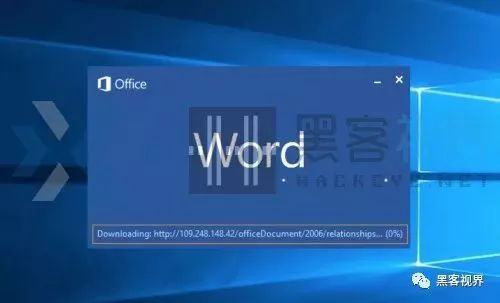 Office
Word
黑客视界
HACKEYE.NET
Downloading: http://109.248.148.42/officeDocument/2006/relationships... (0%)
黑客视界